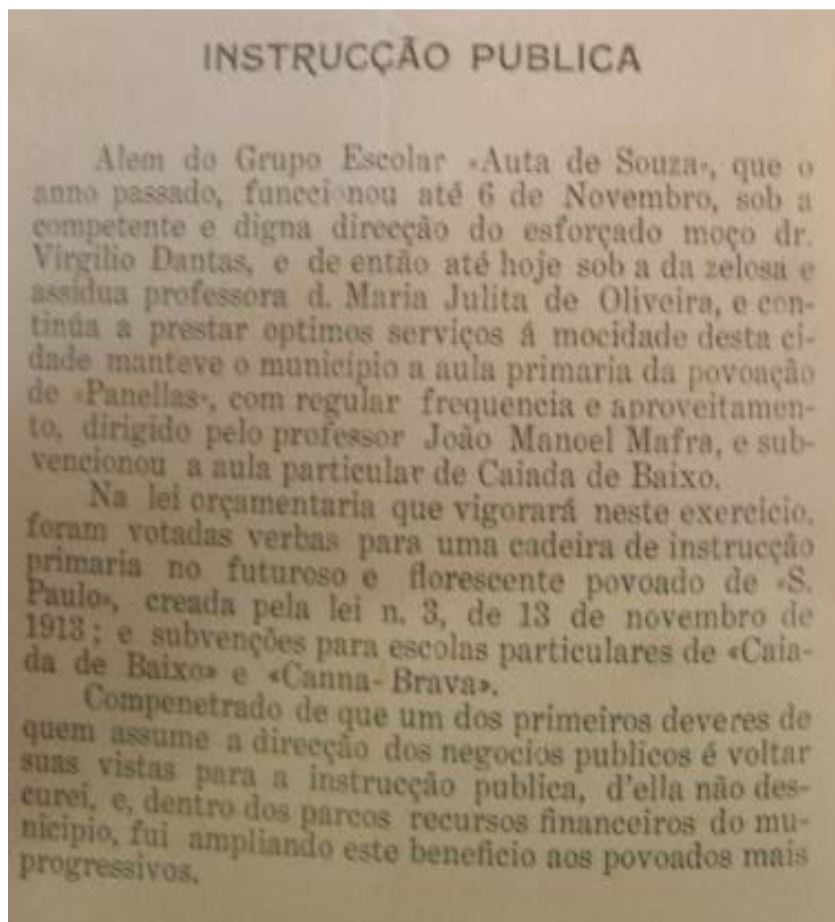 INSTRUCÇÃO PUBLICA
Alem do Grupo Escolar «Auta de Souza», que o
anno passado, funccionou até 6 de Novembro, sob a
competente e digna direcção do esforçado moço dr.
Virgilio Dantas, e de então até hoje sob a da zelosa e
assidua professora d. Maria Julita de Oliveira, e con-
tinúa a prestar optimos serviços á mocidade desta ci-
dade manteve o município a aula primaria da povoação
de «Panellas», com regular frequencia e aproveitamen-
to, dirigido pelo professor João Manoel Mafra, e sub-
vencionou a aula particular de Caiada de Baixo.
Na lei orçamentaria que vigorará neste exercicio,
foram votadas verbas para uma cadeira de instrucção
primaria no futuroso e florescente povoado de «S.
Paulo», creada pela lei n. 3, de 13 de novembro de
1913; e subvenções para escolas particulares de «Caia-
da de Baixo» e «Canna-Brava».
Compenetrado de que um dos primeiros deveres de
quem assume a direcção dos negocios publicos é voltar
suas vistas para a instrucção publica, d'ella não des-
curei, e, dentro dos parcos recursos financeiros do mu-
nicipio, fui ampliando este beneficio aos povoados mais
progressivos.